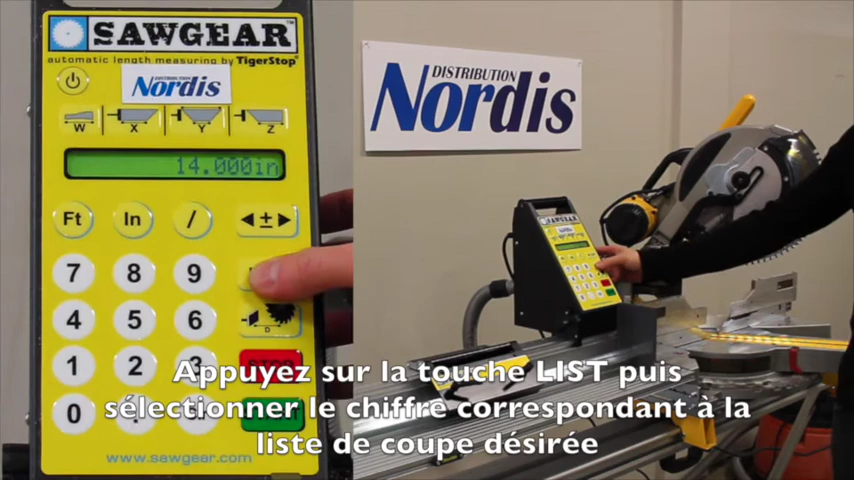 SAWGEAR™
automatic length measuring by TigerStop®
DISTRIBUTION
Nordis
W X Y Z
14.000in
Ft In / ◀ ± ▶
7 8 9
4 5 6
D
1 2 3
0 .
www.sawgear.com
DISTRIBUTION
Nordis
SAWGEAR
Appuyez sur la touche LIST puis
sélectionner le chiffre correspondant à la
liste de coupe désirée